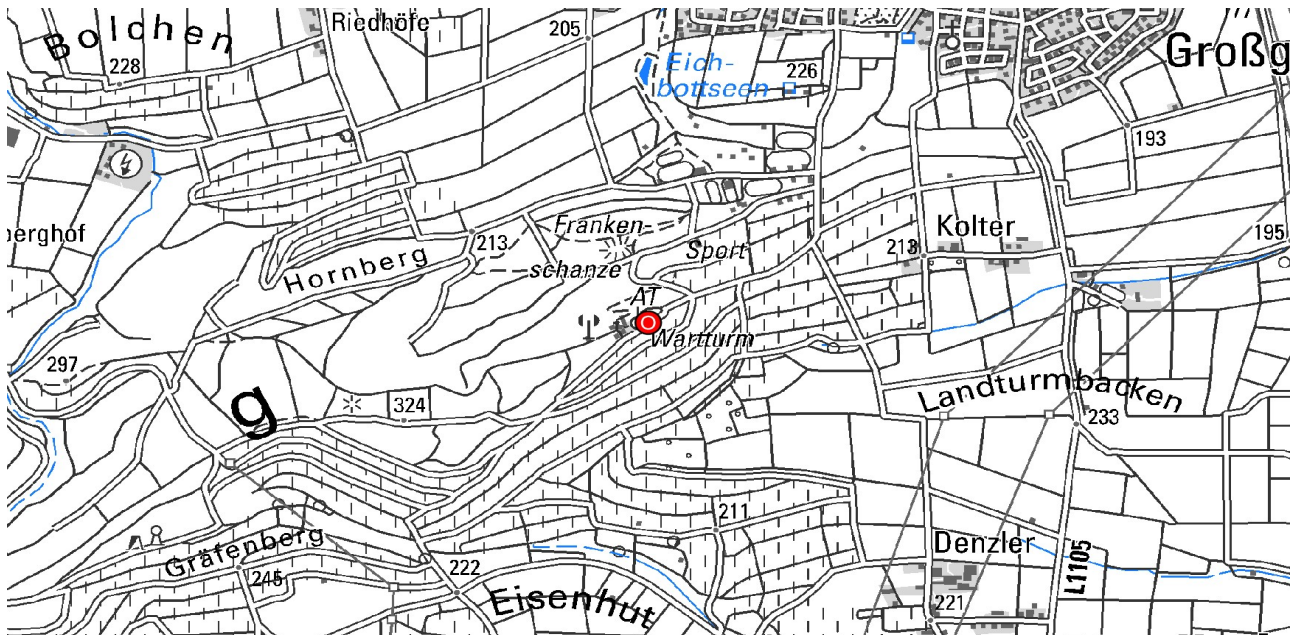 Bolchen
Riedhöfe
205
228
Eich-
bottseen
226
Großg
193
berghof
Franken-
schanze
213
Hornberg
Sport
Kolter
213
195
AT
Wartturm
297
g
324
Landturmbacken
233
211
Gräfenberg
245
222
Eisenhut
Denzler
221
L1105